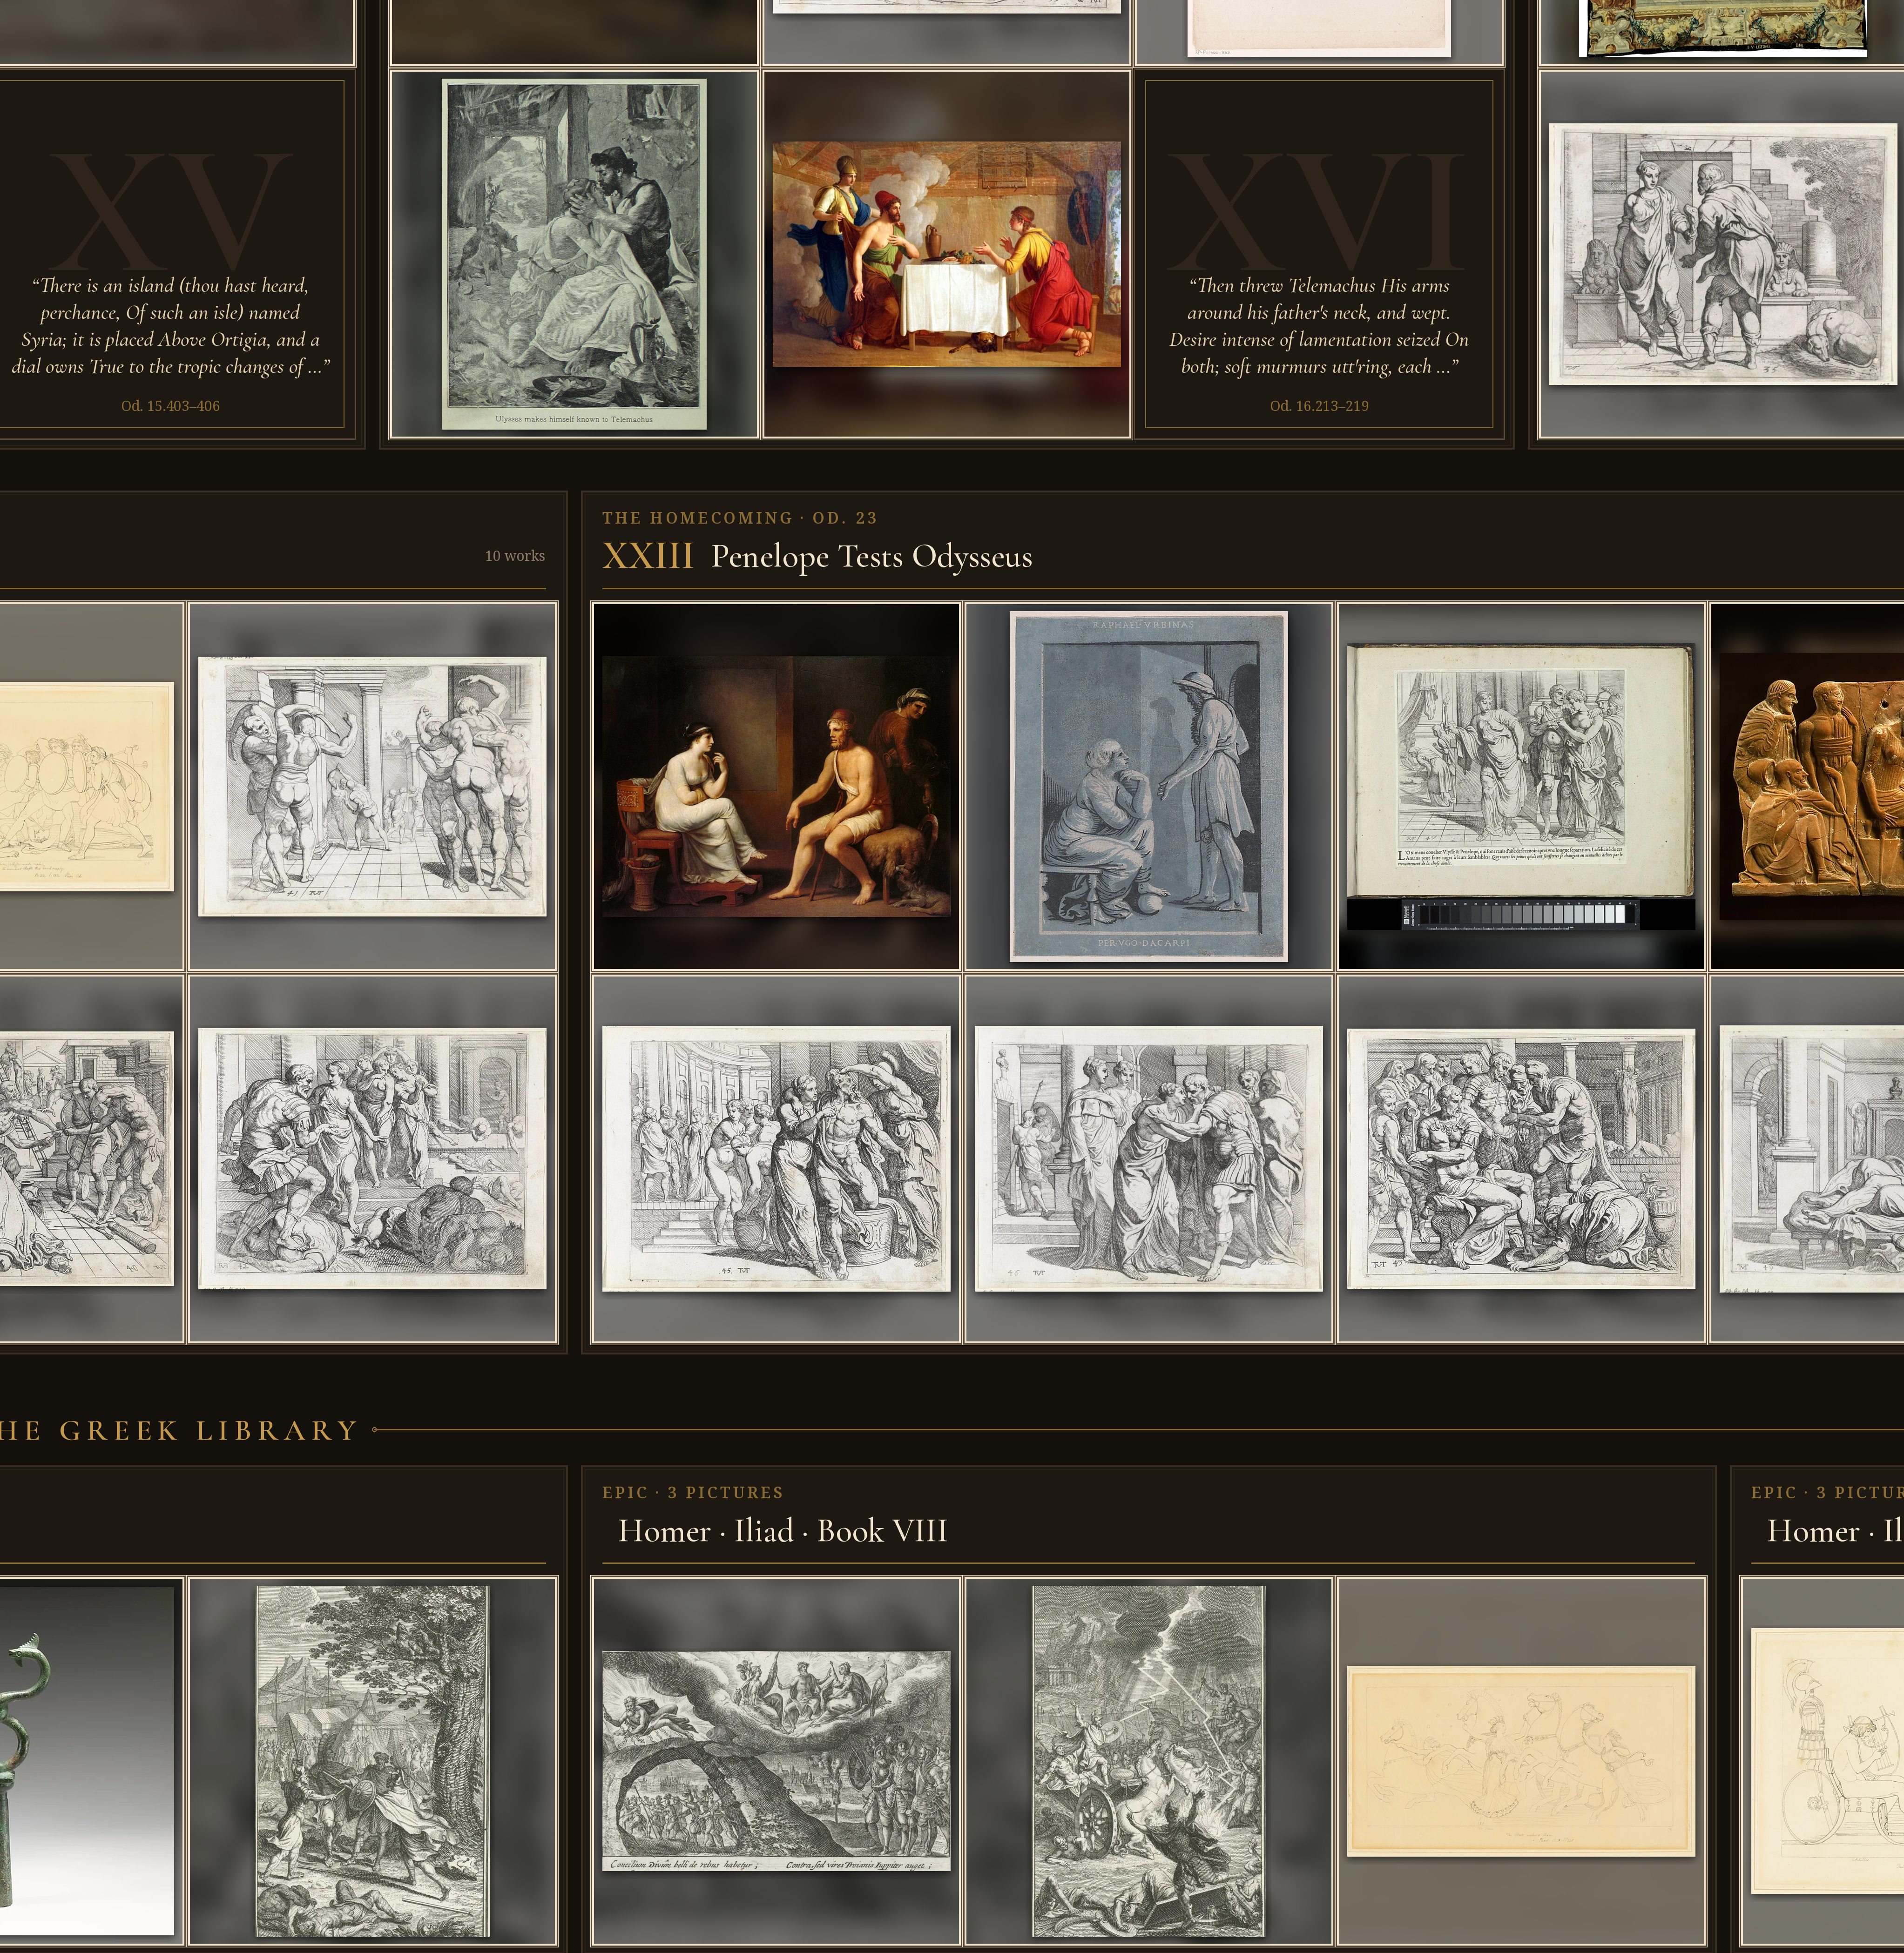 XV
“There is an island (thou hast heard,
perchance, Of such an isle) named
Syria; it is placed Above Ortigia, and a
dial owns True to the tropic changes of ...”
Od. 15.403–406
Ulysses makes himself known to Telemachus
XVI
“Then threw Telemachus His arms
around his father's neck, and wept.
Desire intense of lamentation seized On
both; soft murmurs utt'ring, each ...”
Od. 16.213–219
10 works
THE HOMECOMING · OD. 23
XXIII Penelope Tests Odysseus
RAPHAEL·VRBINAS
PER·VGO·DACARPI
45. TVT
HE GREEK LIBRARY
EPIC · 3 PICTURES
Homer · Iliad · Book VIII
EPIC · 3 PICTUR
Homer · Il
Concilium Divûm belli de rebus habetur ; Contra, sed vires Troianis Iuppiter auget ;